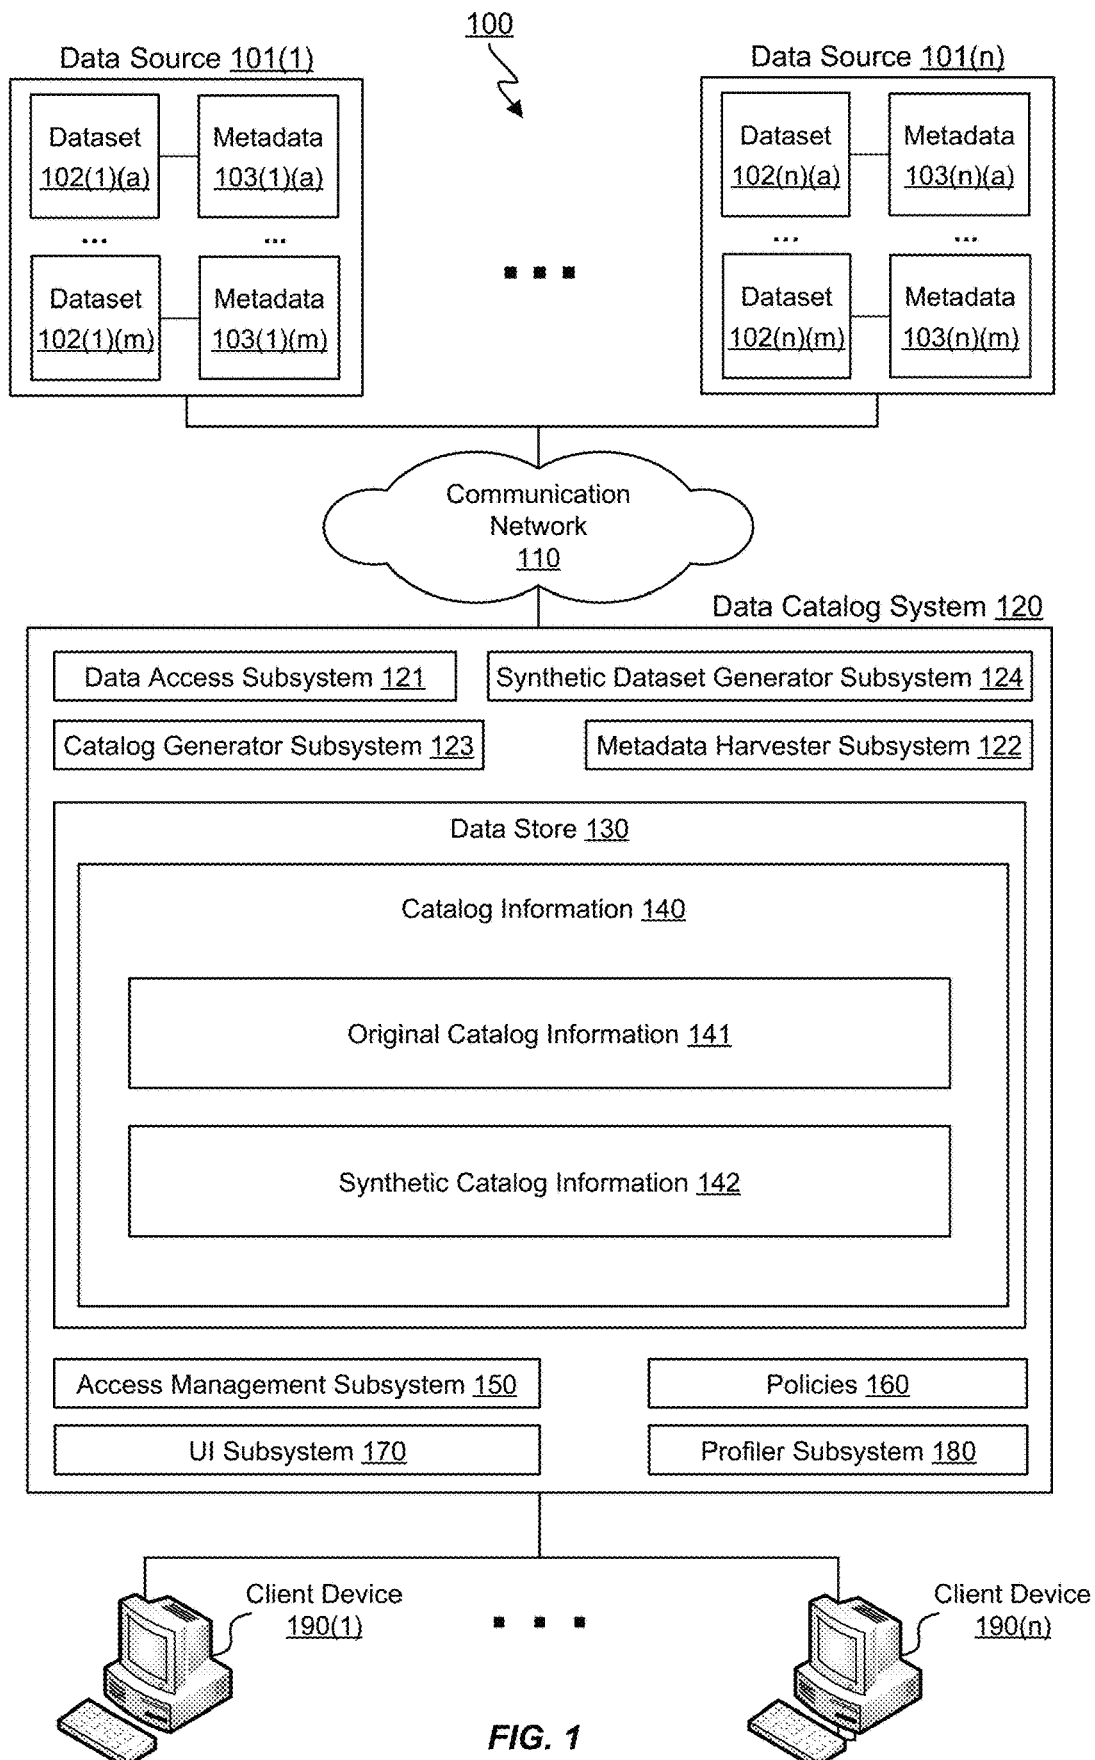 100
Data Source 101(1)
Data Source 101(n)
Dataset
102(1)(a)
Metadata
103(1)(a)
...
...
Dataset
102(1)(m)
Metadata
103(1)(m)
...
Dataset
102(n)(a)
Metadata
103(n)(a)
...
...
Dataset
102(n)(m)
Metadata
103(n)(m)
Communication
Network
110
Data Catalog System 120
Data Access Subsystem 121
Synthetic Dataset Generator Subsystem 124
Catalog Generator Subsystem 123
Metadata Harvester Subsystem 122
Data Store 130
Catalog Information 140
Original Catalog Information 141
Synthetic Catalog Information 142
Access Management Subsystem 150
Policies 160
UI Subsystem 170
Profiler Subsystem 180
Client Device
190(1)
...
Client Device
190(n)
FIG. 1